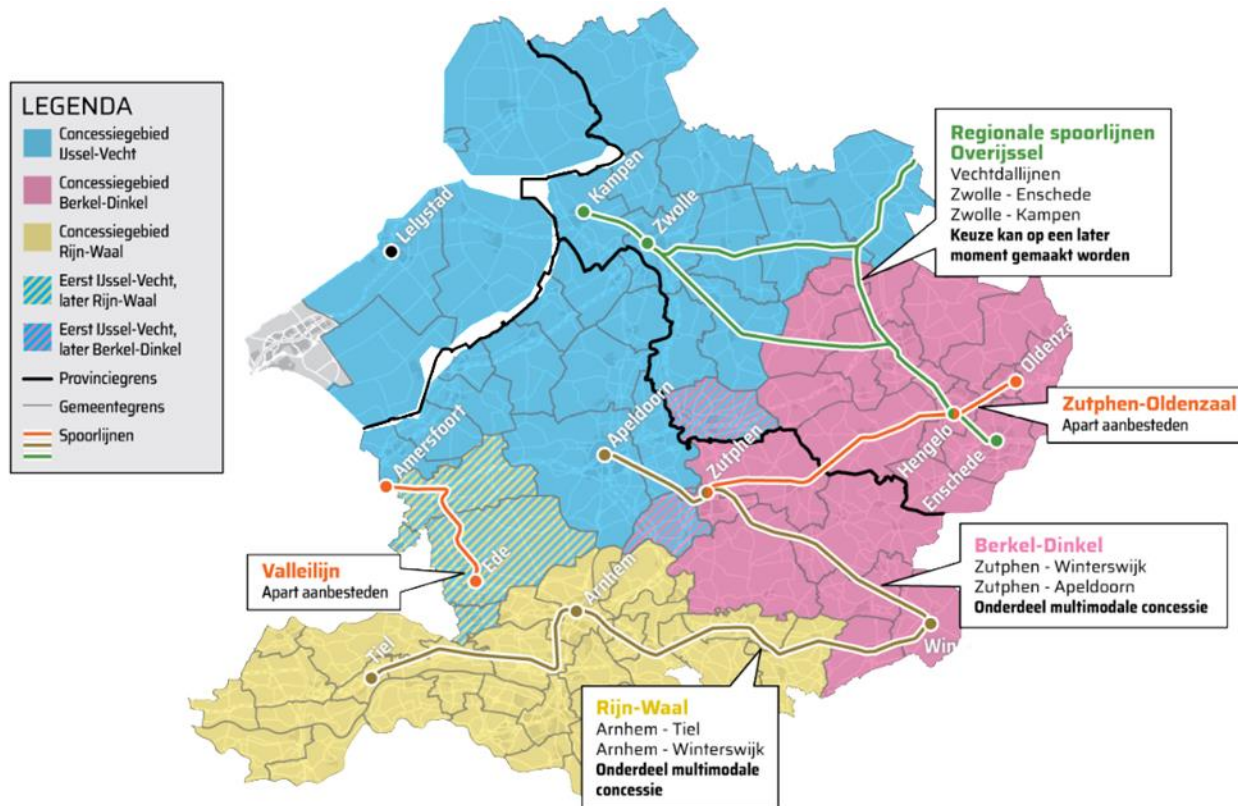 LEGENDA
Concessiegebied
IJssel-Vecht
Concessiegebied
Berkel-Dinkel
Concessiegebied
Rijn-Waal
Eerst IJssel-Vecht,
later Rijn-Waal
Eerst IJssel-Vecht,
later Berkel-Dinkel
Provinciegrens
Gemeentegrens
Spoorlijnen
Lelystad
Kampen
Zwolle
Regionale spoorlijnen
Overijssel
Vechtdallijnen
Zwolle - Enschede
Zwolle - Kampen
Keuze kan op een later
moment gemaakt worden
Oldenza
Hengelo
Enschede
Zutphen-Oldenzaal
Apart aanbesteden
Amersfoort
Apeldoorn
Zutphen
Ede
Valleilijn
Apart aanbesteden
Arnhem
Tiel
Win
Berkel-Dinkel
Zutphen - Winterswijk
Zutphen - Apeldoorn
Onderdeel multimodale concessie
Rijn-Waal
Arnhem - Tiel
Arnhem - Winterswijk
Onderdeel multimodale
concessie